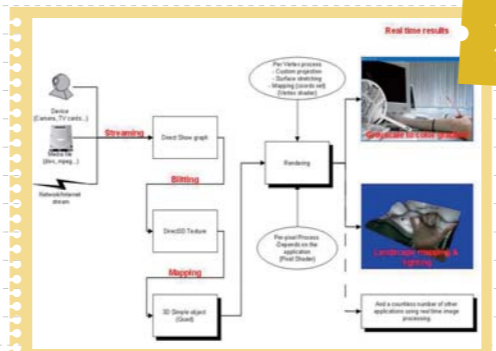 Real time results
Per Vertex process
- Custom projection
- Surface stretching
- Mapping (coords set)
(Vertex shader)
Device
(Camera, TV cards...)
Streaming
Direct Show graph
Media file
(divx, mpeg...)
Network/Internet
stream
Blitting
Rendering
Grayscale to color
Direct3D Texture
Per-pixel Process
-Depends on the
application
(Pixel Shader)
Landscape mapping &
lighting
Mapping
3D Simple object
(Quad)
And a countless number of other
applications using real time image
processing.